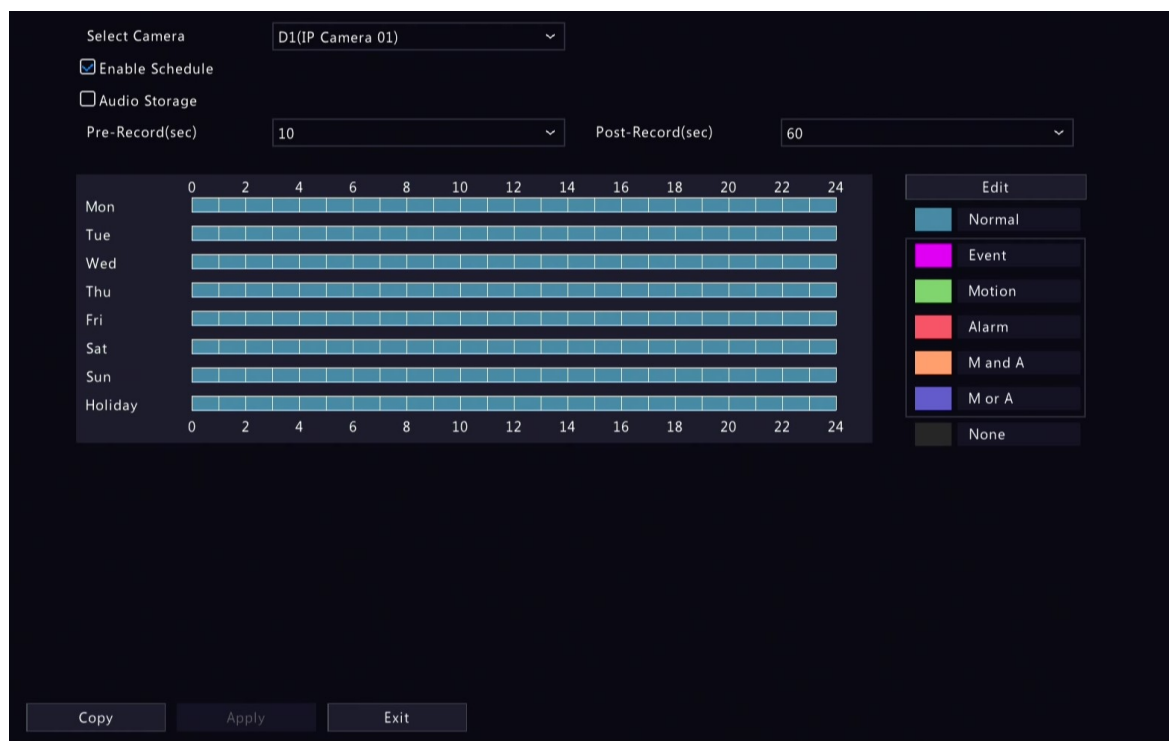 Select Camera D1(IP Camera 01)
Enable Schedule
Audio Storage
Pre-Record(sec) 10 Post-Record(sec) 60
0 2 4 6 8 10 12 14 16 18 20 22 24
Mon
Tue
Wed
Thu
Fri
Sat
Sun
Holiday
0 2 4 6 8 10 12 14 16 18 20 22 24
Edit
Normal
Event
Motion
Alarm
M and A
M or A
None
Copy Apply Exit